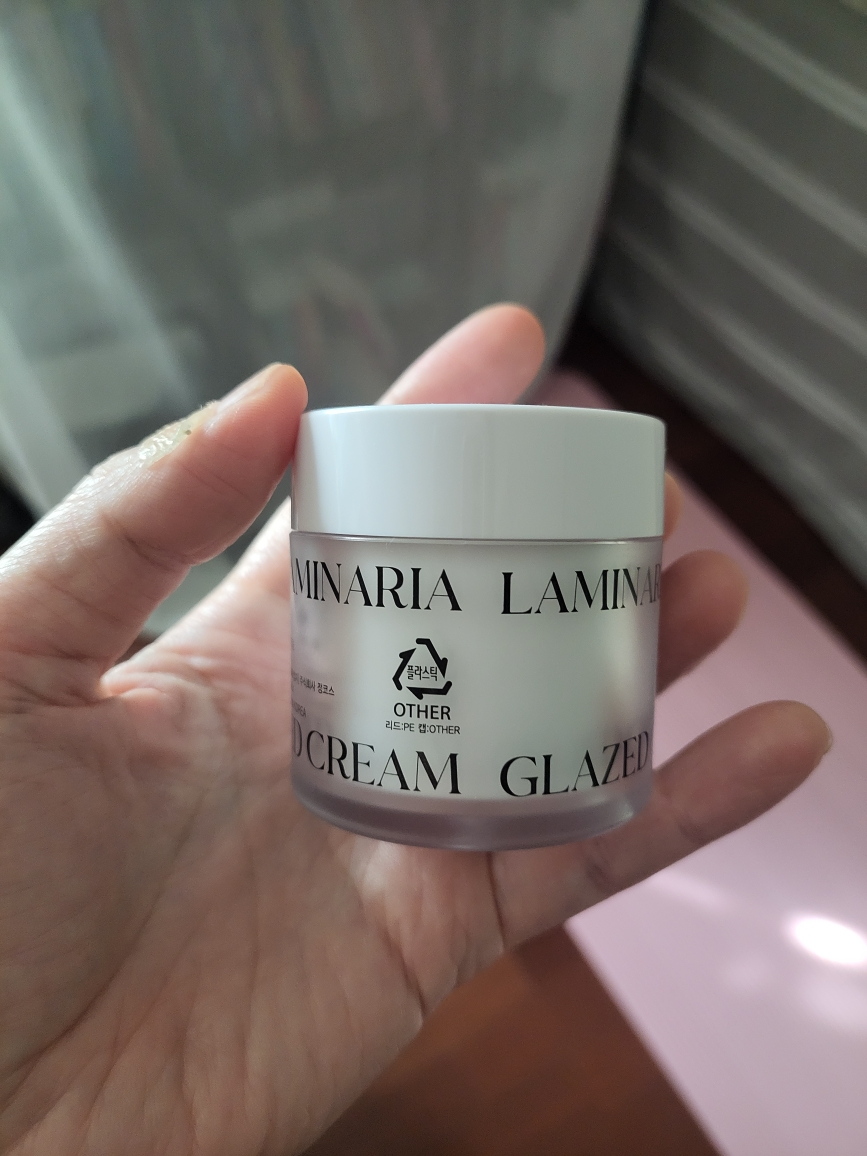 MINARIA LAMINAR
플라스틱
OTHER
리드:PE 캡:OTHER
D CREAM GLAZED